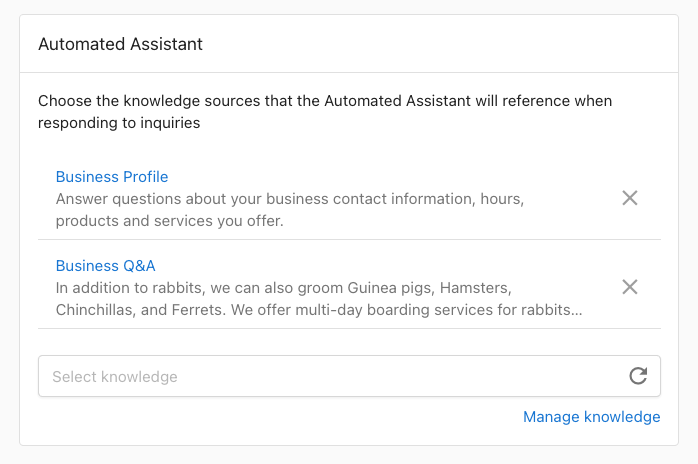 Automated Assistant
Choose the knowledge sources that the Automated Assistant will reference when
responding to inquiries
Business Profile
Answer questions about your business contact information, hours,
products and services you offer.
Business Q&A
In addition to rabbits, we can also groom Guinea pigs, Hamsters,
Chinchillas, and Ferrets. We offer multi-day boarding services for rabbits...
Select knowledge
Manage knowledge